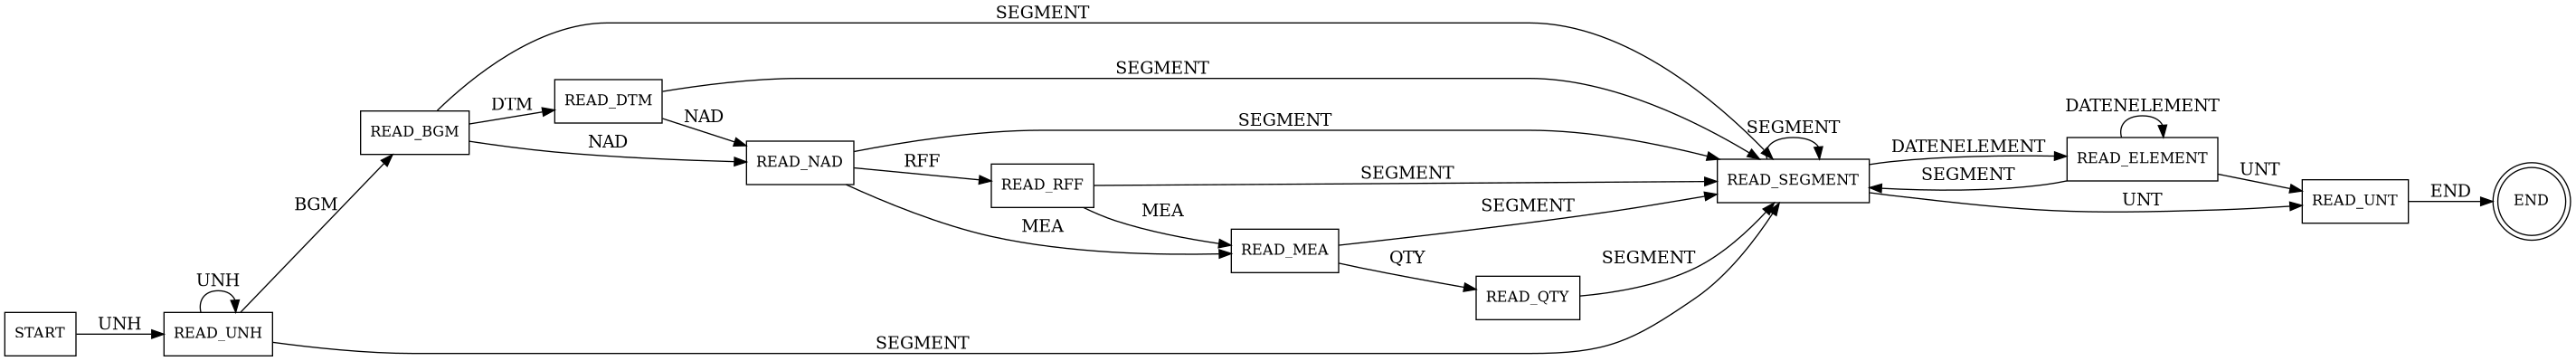 SEGMENT
SEGMENT
READ_DTM
DTM
READ_BGM
NAD
NAD
SEGMENT
READ_NAD
RFF
READ_RFF
SEGMENT
SEGMENT
READ_SEGMENT
DATENELEMENT
DATENELEMENT
READ_ELEMENT
SEGMENT
UNT
UNT
READ_UNT
END
END
BGM
MEA
MEA
SEGMENT
READ_MEA
QTY
SEGMENT
READ_QTY
UNH
START
UNH
READ_UNH
SEGMENT